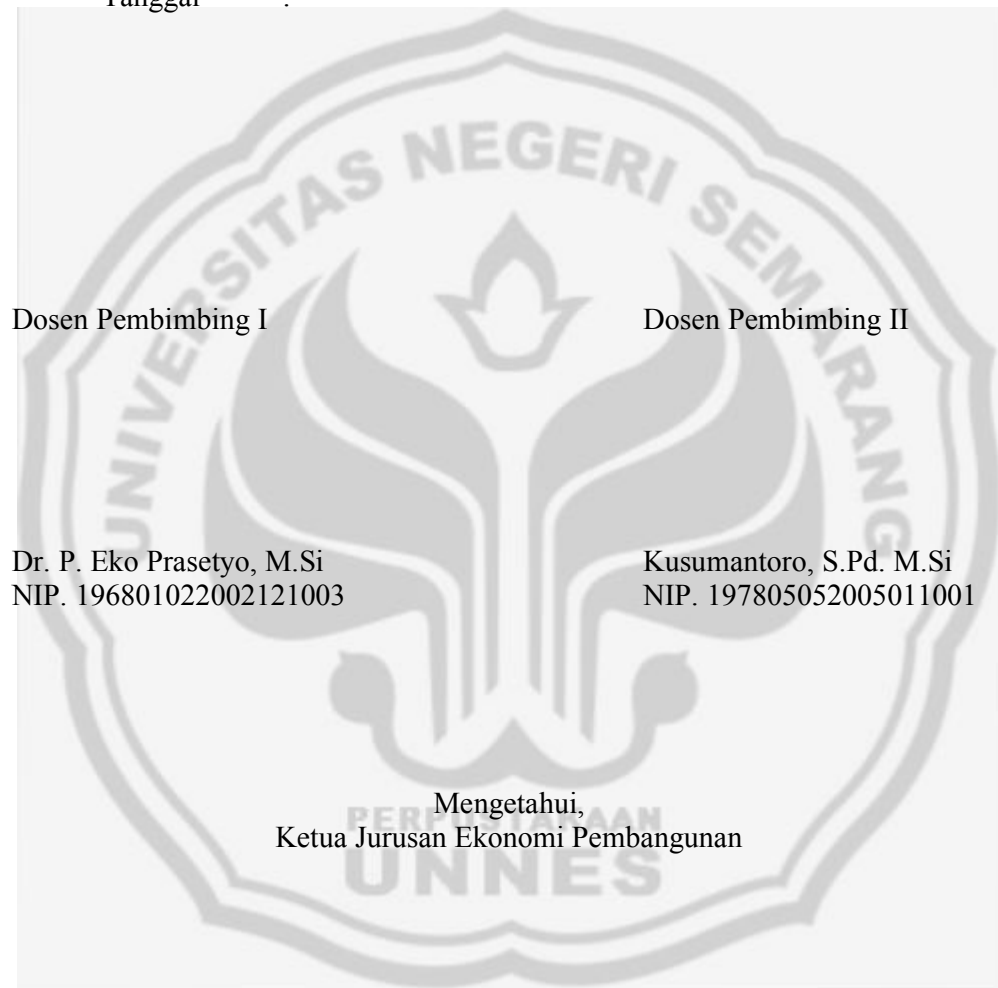 Tanggal :
UNIVERSITAS NEGERI SEMARANG
Dosen Pembimbing I Dosen Pembimbing II
Dr. P. Eko Prasetyo, M.Si Kusumantoro, S.Pd. M.Si
NIP. 196801022002121003 NIP. 197805052005011001
Mengetahui,
PERPUSTAKAAN
Ketua Jurusan Ekonomi Pembangunan
UNNES